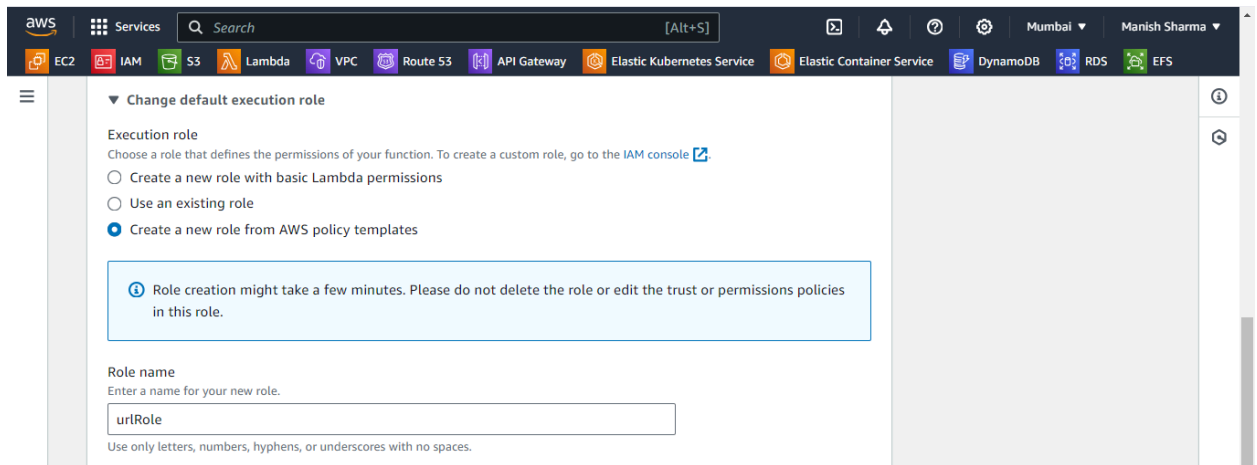 aws Services Search [Alt+S] Mumbai ▼ Manish Sharma ▼
EC2 IAM S3 Lambda VPC Route 53 API Gateway Elastic Kubernetes Service Elastic Container Service DynamoDB RDS EFS
▼ Change default execution role
Execution role
Choose a role that defines the permissions of your function. To create a custom role, go to the IAM console.
Create a new role with basic Lambda permissions
Use an existing role
Create a new role from AWS policy templates
Role creation might take a few minutes. Please do not delete the role or edit the trust or permissions policies
in this role.
Role name
Enter a name for your new role.
urlRole
Use only letters, numbers, hyphens, or underscores with no spaces.